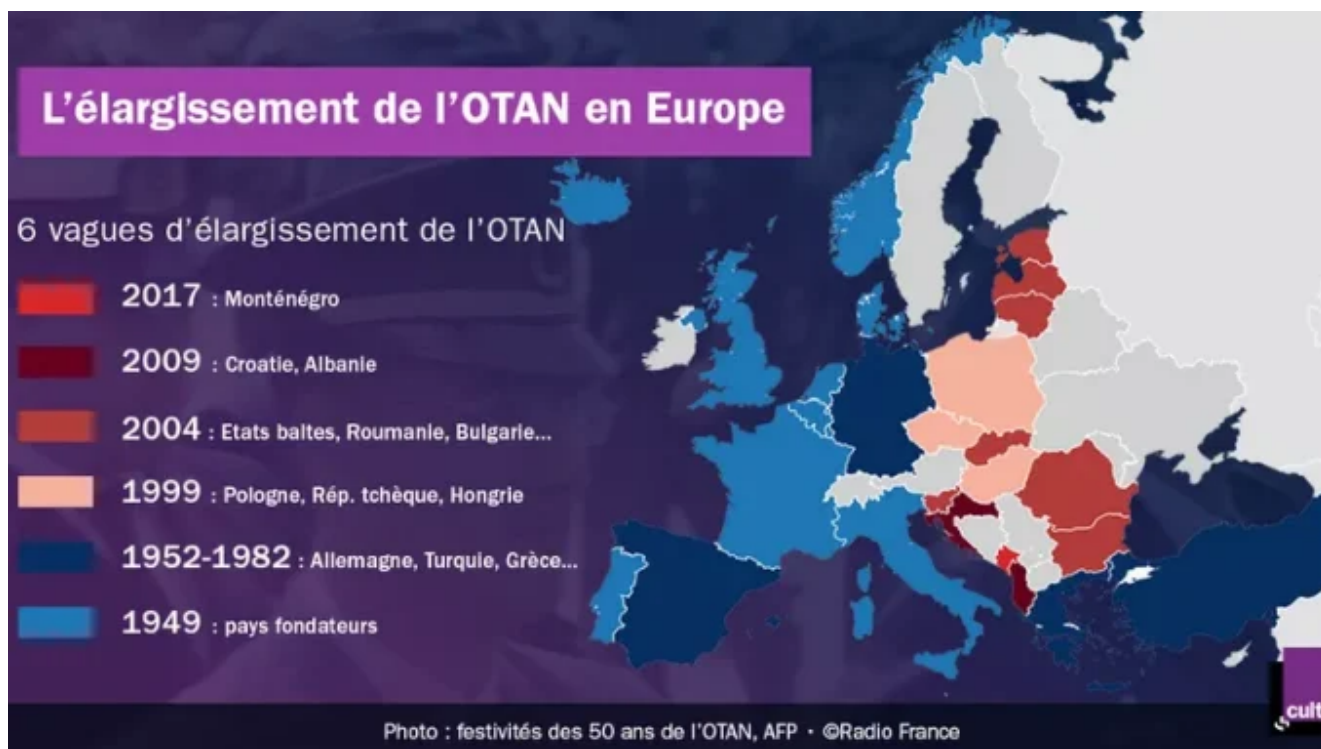 L'élargissement de l'OTAN en Europe
6 vagues d'élargissement de l'OTAN
2017 : Monténégro
2009 : Croatie, Albanie
2004 : Etats baltes, Roumanie, Bulgarie...
1999 : Pologne, Rép. tchèque, Hongrie
1952-1982 : Allemagne, Turquie, Grèce...
1949 : pays fondateurs
cult
Photo : festivités des 50 ans de l'OTAN, AFP · ©Radio France